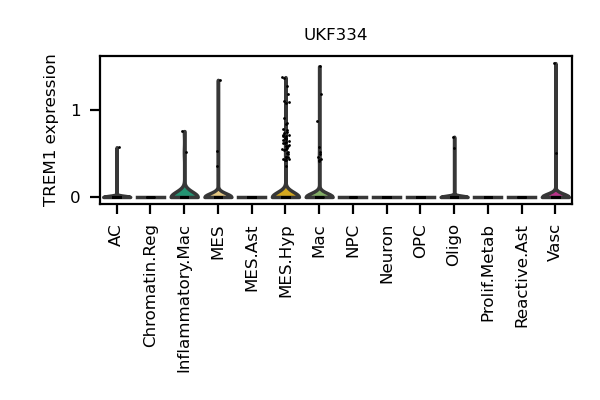 UKF334
TREM1 expression
1
0
AC
Chromatin.Reg
Inflammatory.Mac
MES
MES.Ast
MES.Hyp
Mac
NPC
Neuron
OPC
Oligo
Prolif.Metab
Reactive.Ast
Vasc